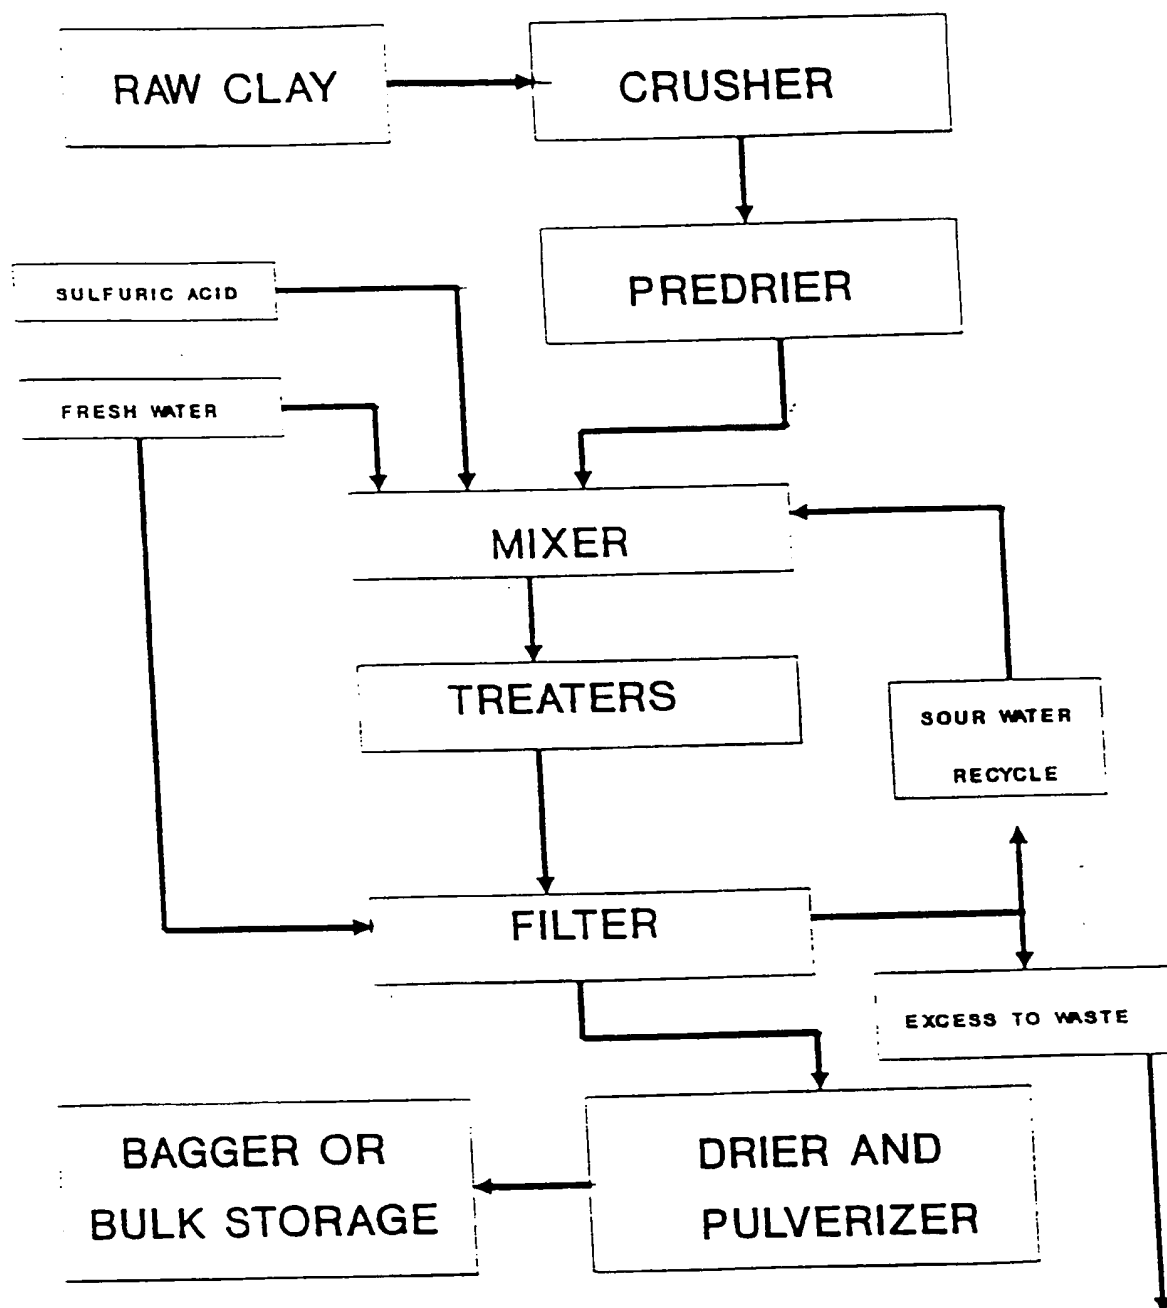 RAW CLAY
CRUSHER
PREDRIER
SULFURIC ACID
FRESH WATER
MIXER
TREATERS
SOUR WATER
RECYCLE
FILTER
EXCESS TO WASTE
BAGGER OR
BULK STORAGE
DRIER AND
PULVERIZER